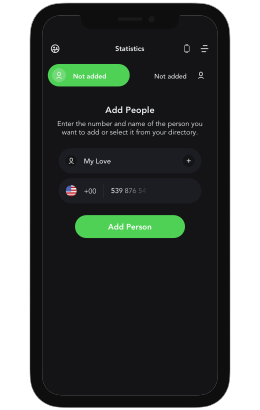 Statistics
Not added
Not added
Add People
Enter the number and name of the person you
want to add or select it from your directory.
My Love
+
+00 539 876 54
Add Person